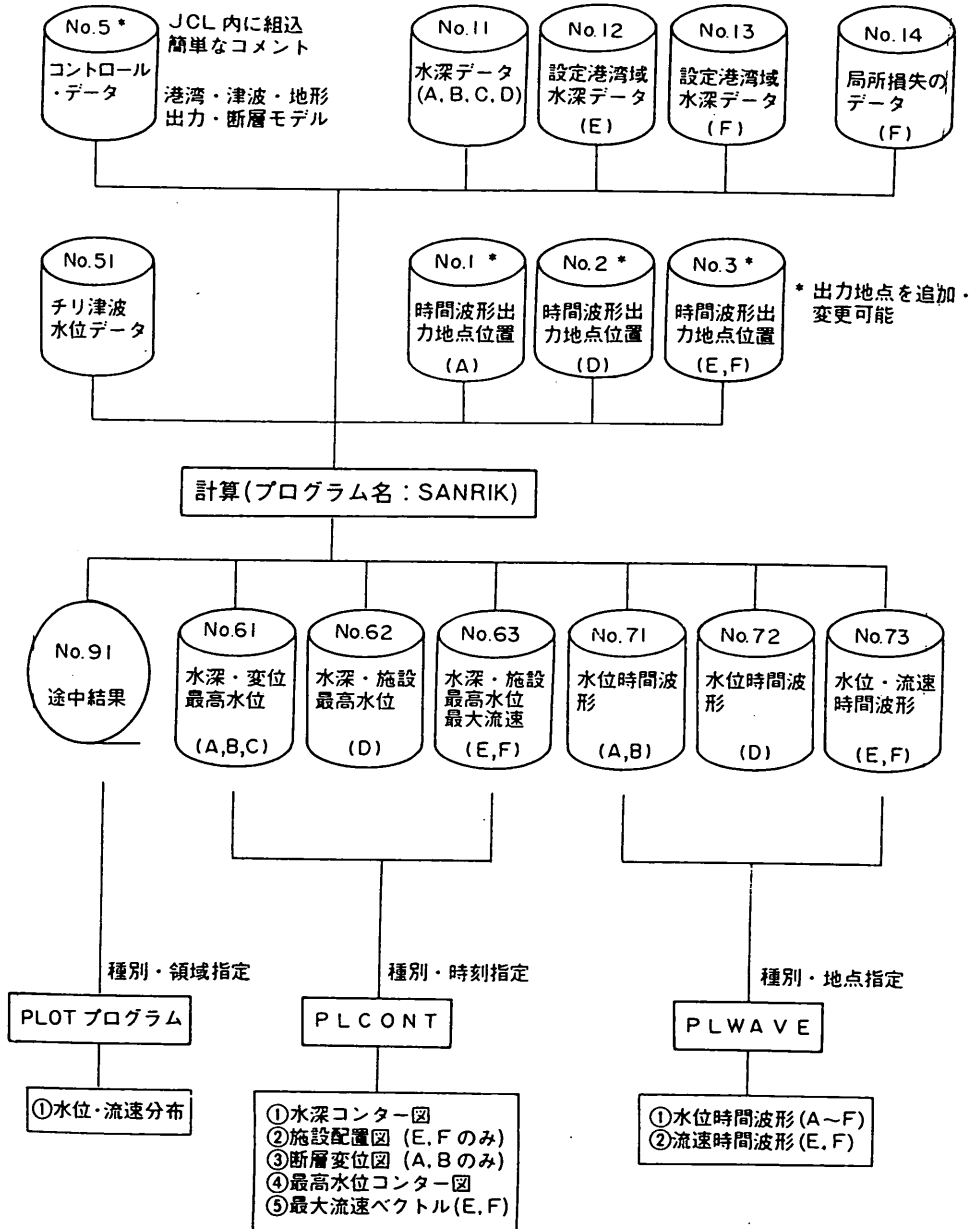 No.5 *
コントロール
・データ
JCL 内に組込
簡単なコメント
港湾・津波・地形
出力・断層モデル
No.11
水深データ
(A, B, C, D)
No.12
設定港湾域
水深データ
(E)
No.13
設定港湾域
水深データ
(F)
No.14
局所損失の
データ
(F)
No.51
チリ津波
水位データ
No.1 *
時間波形出
力地点位置
(A)
No.2 *
時間波形出
力地点位置
(D)
No.3 *
時間波形出
力地点位置
(E,F)
* 出力地点を追加・
変更可能
計算(プログラム名:SANRIK)
No.91
途中結果
No.61
水深・変位
最高水位
(A,B,C)
No.62
水深・施設
最高水位
(D)
No.63
水深・施設
最高水位
最大流速
(E,F)
No.71
水位時間波
形
(A,B)
No.72
水位時間波
形
(D)
No.73
水位・流速
時間波形
(E,F)
種別・領域指定
種別・時刻指定
種別・地点指定
PLOT プログラム
PLCONT
PLWAVE
①水位・流速分布
①水深コンター図
②施設配置図 (E,Fのみ)
③断層変位図 (A,Bのみ)
④最高水位コンター図
⑤最大流速ベクトル(E,F)
①水位時間波形(A~F)
②流速時間波形(E,F)